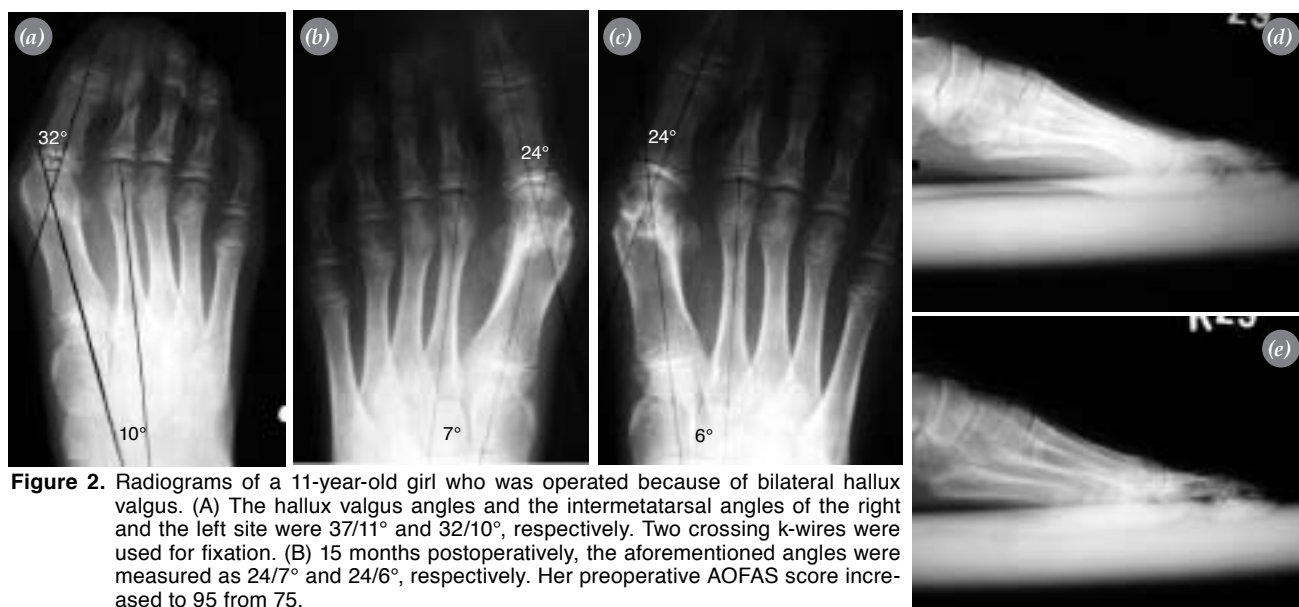 (a)
32°
10°
(b)
24°
7°
(c)
24°
6°
(d)
(e)
Figure 2. Radiograms of a 11-year-old girl who was operated because of bilateral hallux
valgus. (A) The hallux valgus angles and the intermetatarsal angles of the right
and the left site were 37/11° and 32/10°, respectively. Two crossing k-wires were
used for fixation. (B) 15 months postoperatively, the aforementioned angles were
measured as 24/7° and 24/6°, respectively. Her preoperative AOFAS score incre-
ased to 95 from 75.